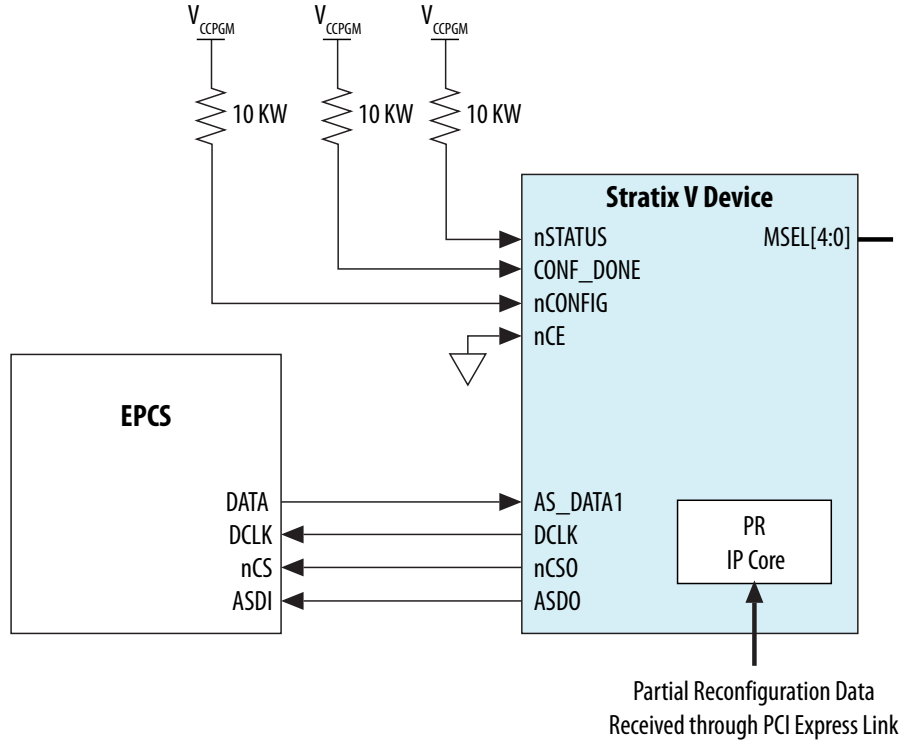 VCCPGM VCCPGM VCCPGM
10 KW 10 KW 10 KW
Stratix V Device
nSTATUS MSEL[4:0]
CONF_DONE
nCONFIG
nCE
EPCS
DATA AS_DATA1
DCLK DCLK
nCS nCSO
ASDI ASDO
PR
IP Core
Partial Reconfiguration Data
Received through PCI Express Link